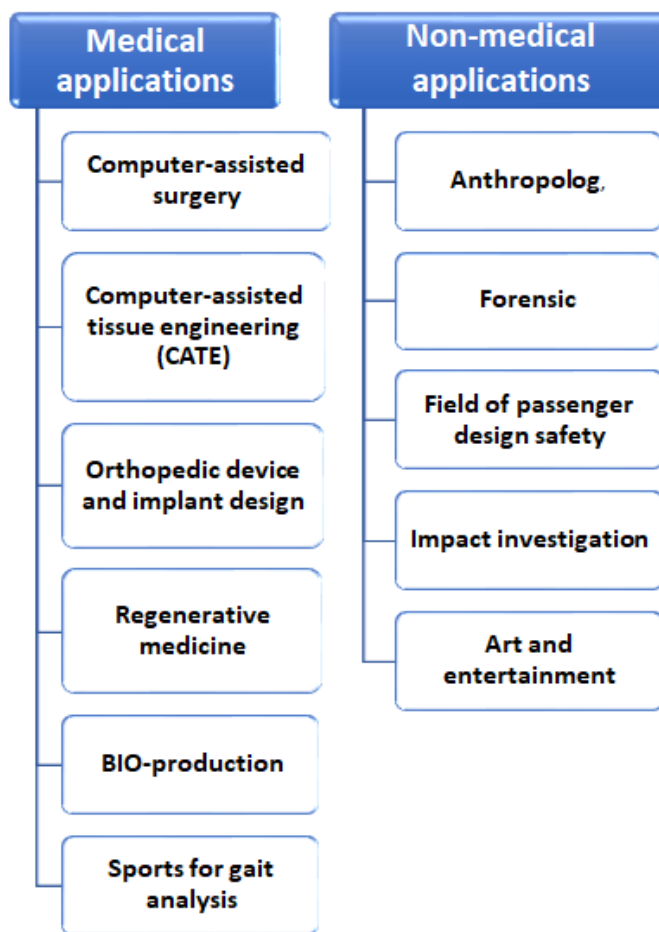 Medical
applications
Computer-assisted
surgery
Computer-assisted
tissue engineering
(CATE)
Orthopedic device
and implant design
Regenerative
medicine
BIO-production
Sports for gait
analysis
Non-medical
applications
Anthropolog,
Forensic
Field of passenger
design safety
Impact investigation
Art and
entertainment